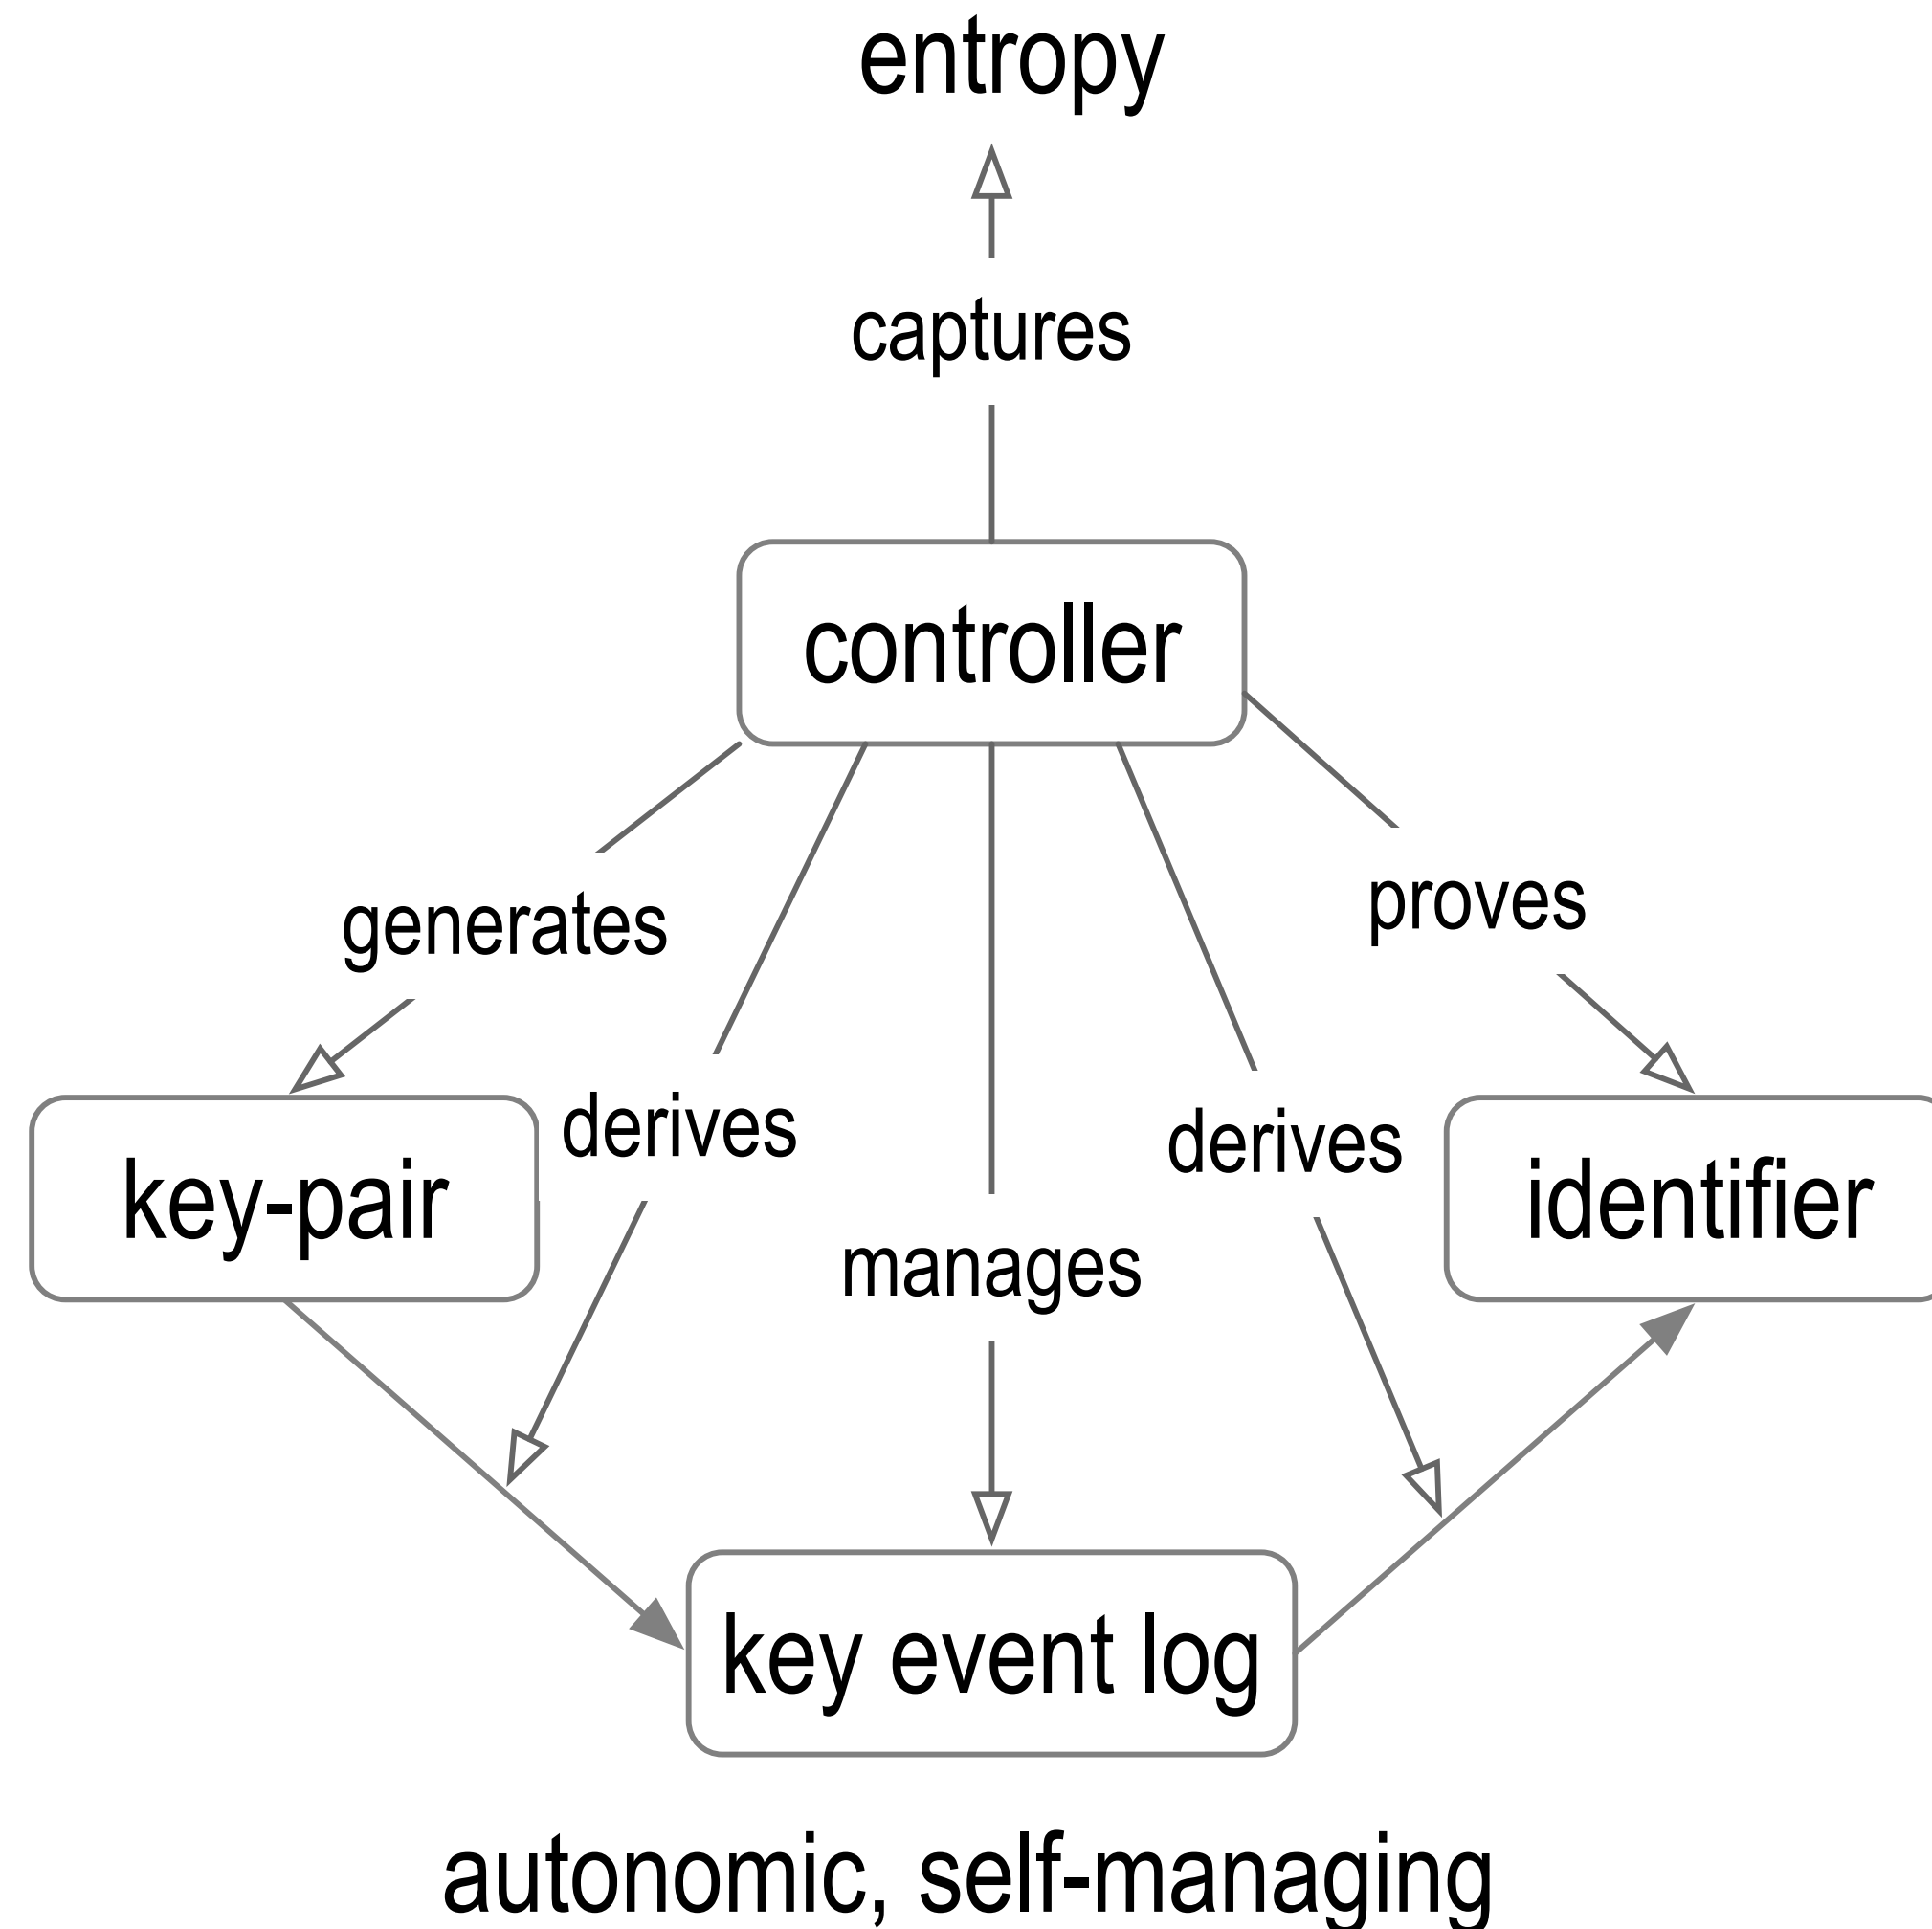 entropy
captures
controller
generates
proves
derives
derives
key-pair
identifier
manages
key event log
autonomic, self-managing